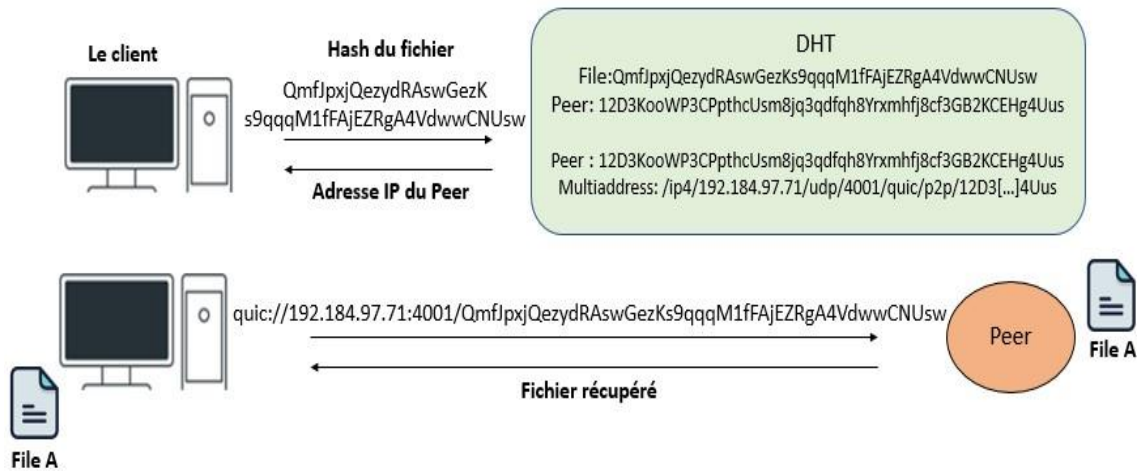 Le client
Hash du fichier
QmfJpxjQezydRAswGezK
s9qqqM1fFAjEZRgA4VdwwCNUsw
Adresse IP du Peer
DHT
File:QmfJpxjQezydRAswGezKs9qqqM1fFAjEZRgA4VdwwCNUsw
Peer: 12D3KooWP3CPpthcUsm8jq3qdfqh8Yrxmhfj8cf3GB2KCEHg4Uus
Peer : 12D3KooWP3CPpthcUsm8jq3qdfqh8Yrxmhfj8cf3GB2KCEHg4Uus
Multiaddress: /ip4/192.184.97.71/udp/4001/quic/p2p/12D3[...]4Uus
quic://192.184.97.71:4001/QmfJpxjQezydRAswGezKs9qqqM1fFAjEZRgA4VdwwCNUsw
Peer
File A
Fichier récupéré
File A